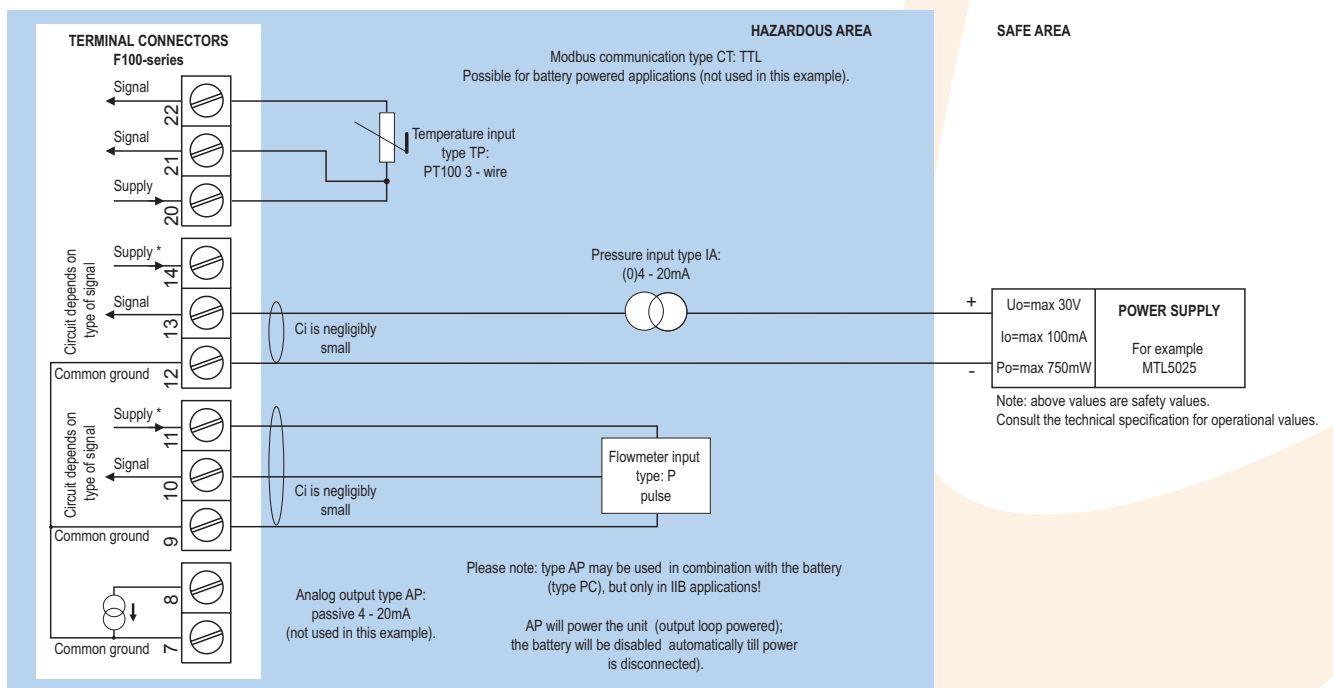 TERMINAL CONNECTORS
F100-series
HAZARDOUS AREA
SAFE AREA
Modbus communication type CT: TTL
Possible for battery powered applications (not used in this example).
Signal
22
Signal
21
Supply
20
Temperature input
type TP:
PT100 3 - wire
Circuit depends on
type of signal
Supply *
14
Signal
13
Common ground
12
Ci is negligibly
small
Pressure input type IA:
(0)4 - 20mA
+
-
Uo=max 30V
Io=max 100mA
Po=max 750mW
POWER SUPPLY
For example
MTL5025
Note: above values are safety values.
Consult the technical specification for operational values.
Circuit depends on
type of signal
Supply *
11
Signal
10
Common ground
9
Ci is negligibly
small
Flowmeter input
type: P
pulse
8
Common ground
7
Analog output type AP:
passive 4 - 20mA
(not used in this example).
Please note: type AP may be used in combination with the battery
(type PC), but only in IIB applications!
AP will power the unit (output loop powered);
the battery will be disabled automatically till power
is disconnected).